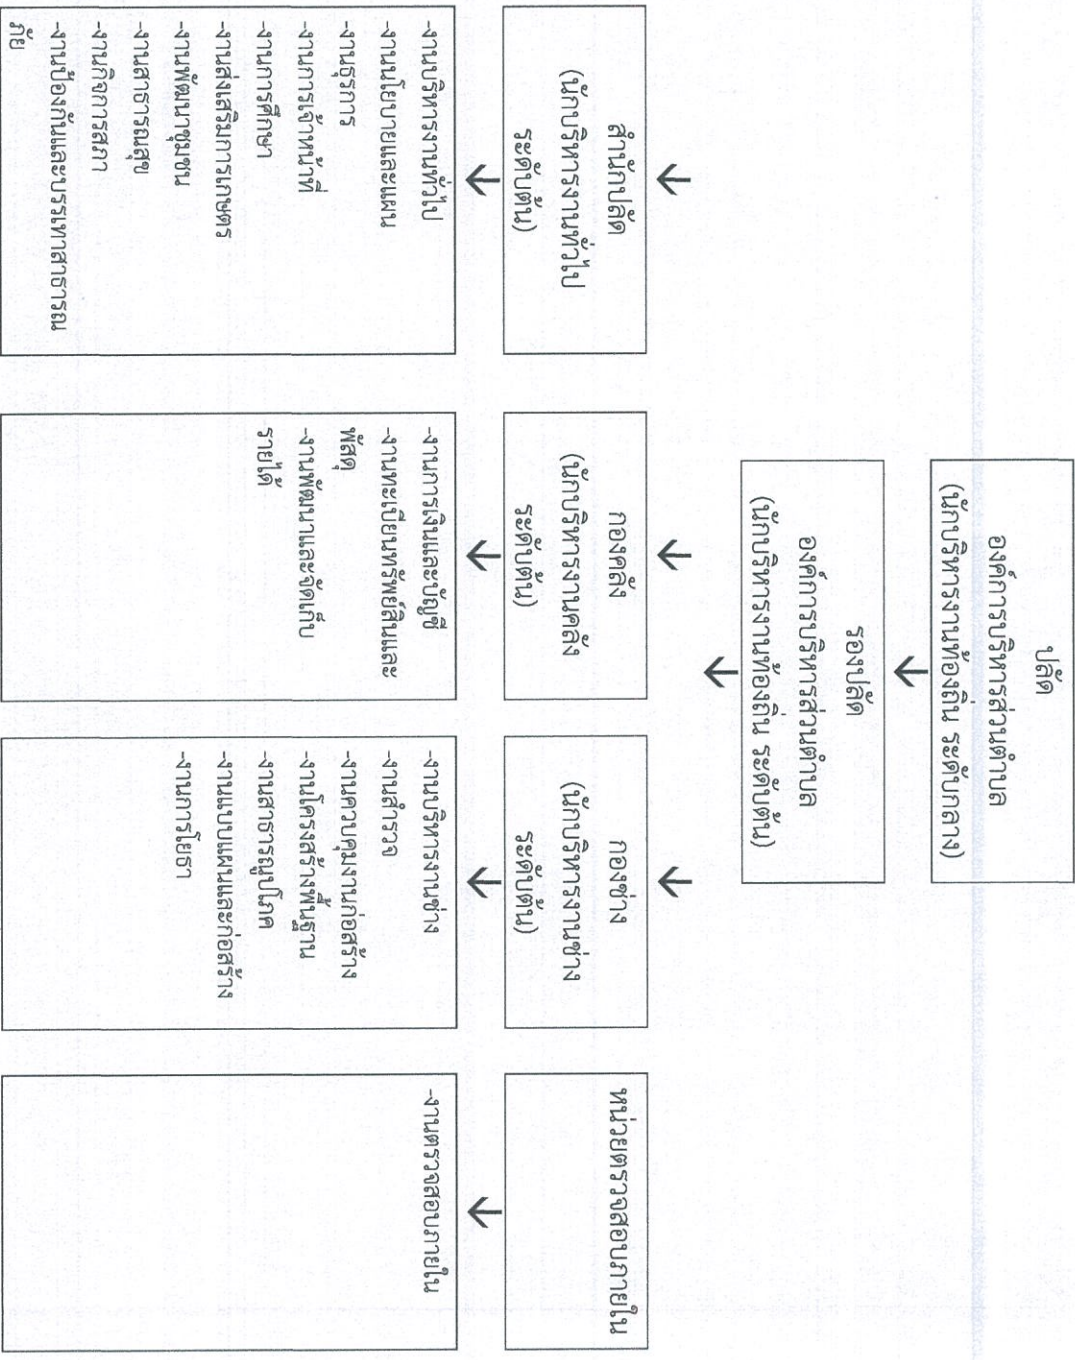 ปลัด
องค์การบริหารส่วนตำบล
(นักบริหารงานท้องถิ่น ระดับกลาง)
รองปลัด
องค์การบริหารส่วนตำบล
(นักบริหารงานท้องถิ่น ระดับต้น)
สำนักปลัด
(นักบริหารงานทั่วไป
ระดับต้น)
-งานบริหารงานทั่วไป
-งานนโยบายและแผน
-งานธุรการ
-งานการเจ้าหน้าที่
-งานการศึกษา
-งานส่งเสริมการเกษตร
-งานพัฒนาชุมชน
-งานสาธารณสุข
-งานกิจการสภา
-งานป้องกันและบรรเทาสาธารณ
ภัย
กองคลัง
(นักบริหารงานคลัง
ระดับต้น)
-งานการเงินและบัญชี
-งานทะเบียนทรัพย์สินและ
พัสดุ
-งานพัฒนาและจัดเก็บ
รายได้
กองช่าง
(นักบริหารงานช่าง
ระดับต้น)
-งานบริหารงานช่าง
-งานสำรวจ
-งานควบคุมงานก่อสร้าง
-งานโครงสร้างพื้นฐาน
-งานสาธารณูปโภค
-งานแบบแผนและก่อสร้าง
-งานการโยธา
หน่วยตรวจสอบภายใน
-งานตรวจสอบภายใน